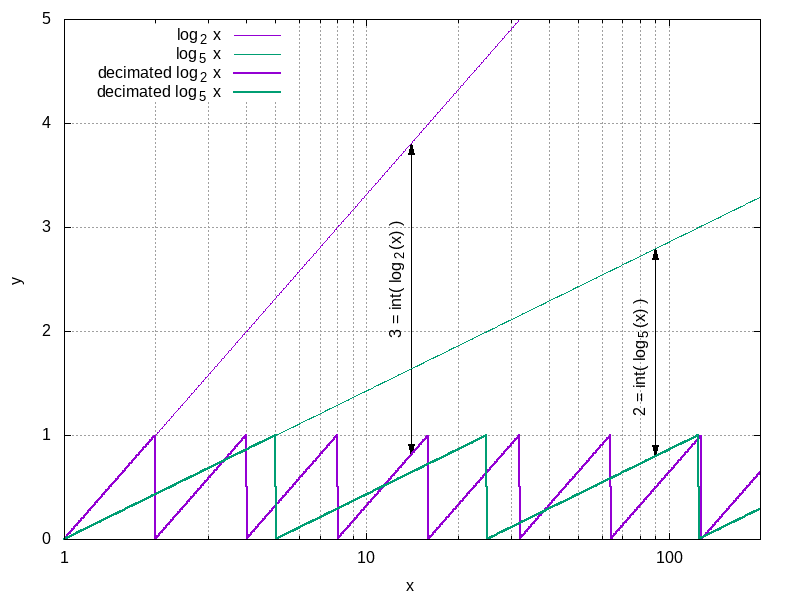 log2 x
log5 x
decimated log2 x
decimated log5 x
5
4
3
2
1
0
y
3 = int( log2(x) )
2 = int( log5(x) )
1 10 100
x